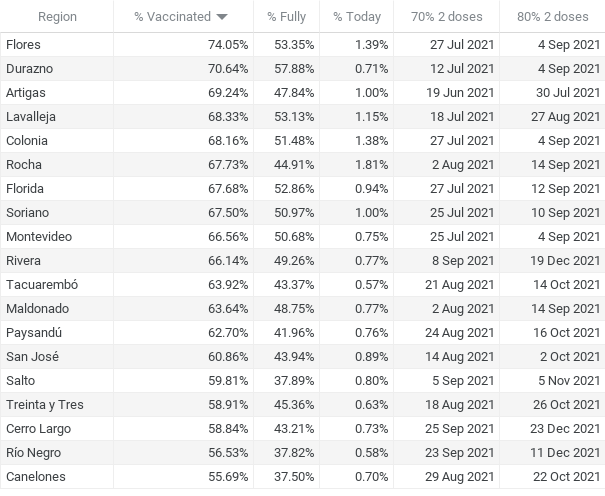 Region % Vaccinated % Fully % Today 70% 2 doses 80% 2 doses
Flores 74.05% 53.35% 1.39% 27 Jul 2021 4 Sep 2021
Durazno 70.64% 57.88% 0.71% 12 Jul 2021 4 Sep 2021
Artigas 69.24% 47.84% 1.00% 19 Jun 2021 30 Jul 2021
Lavalleja 68.33% 53.13% 1.15% 18 Jul 2021 27 Aug 2021
Colonia 68.16% 51.48% 1.38% 27 Jul 2021 4 Sep 2021
Rocha 67.73% 44.91% 1.81% 2 Aug 2021 14 Sep 2021
Florida 67.68% 52.86% 0.94% 27 Jul 2021 12 Sep 2021
Soriano 67.50% 50.97% 1.00% 25 Jul 2021 10 Sep 2021
Montevideo 66.56% 50.68% 0.75% 25 Jul 2021 4 Sep 2021
Rivera 66.14% 49.26% 0.77% 8 Sep 2021 19 Dec 2021
Tacuarembó 63.92% 43.37% 0.57% 21 Aug 2021 14 Oct 2021
Maldonado 63.64% 48.75% 0.77% 2 Aug 2021 14 Sep 2021
Paysandú 62.70% 41.96% 0.76% 24 Aug 2021 16 Oct 2021
San José 60.86% 43.94% 0.89% 14 Aug 2021 2 Oct 2021
Salto 59.81% 37.89% 0.80% 5 Sep 2021 5 Nov 2021
Treinta y Tres 58.91% 45.36% 0.63% 18 Aug 2021 26 Oct 2021
Cerro Largo 58.84% 43.21% 0.73% 25 Sep 2021 23 Dec 2021
Río Negro 56.53% 37.82% 0.58% 23 Sep 2021 11 Dec 2021
Canelones 55.69% 37.50% 0.70% 29 Aug 2021 22 Oct 2021